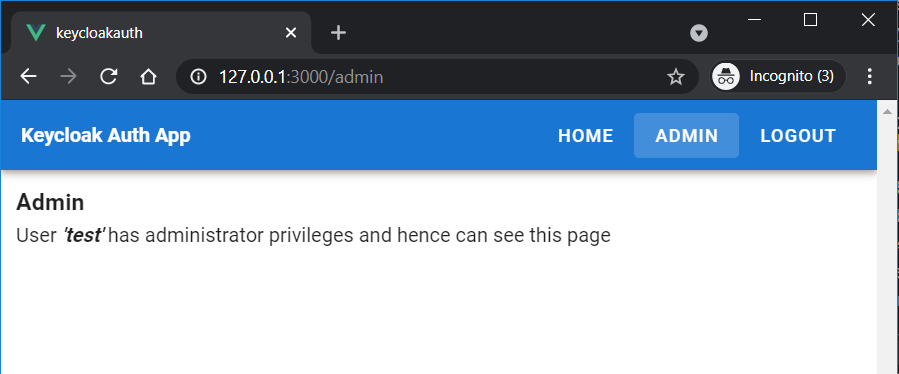 keycloakauth
127.0.0.1:3000/admin
Incognito (3)
Keycloak Auth App HOME ADMIN LOGOUT
Admin
User 'test' has administrator privileges and hence can see this page